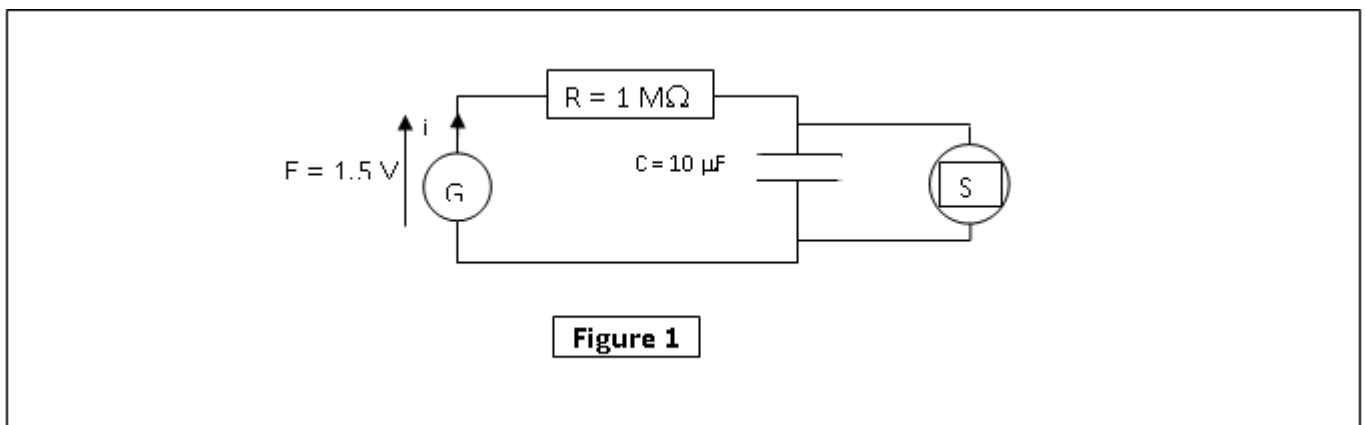 R = 1 MΩ
i
E = 1.5 V
G
C = 10 µF
S
Figure 1